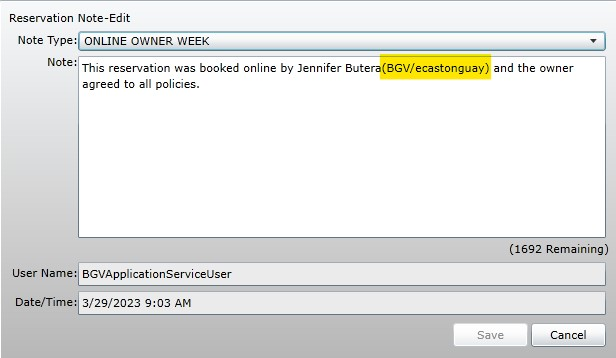 Reservation Note-Edit
Note Type: ONLINE OWNER WEEK
Note: This reservation was booked online by Jennifer Butera(BGV/ecastonguay) and the owner
agreed to all policies.
(1692 Remaining)
User Name: BGVApplicationServiceUser
Date/Time: 3/29/2023 9:03 AM
Save Cancel